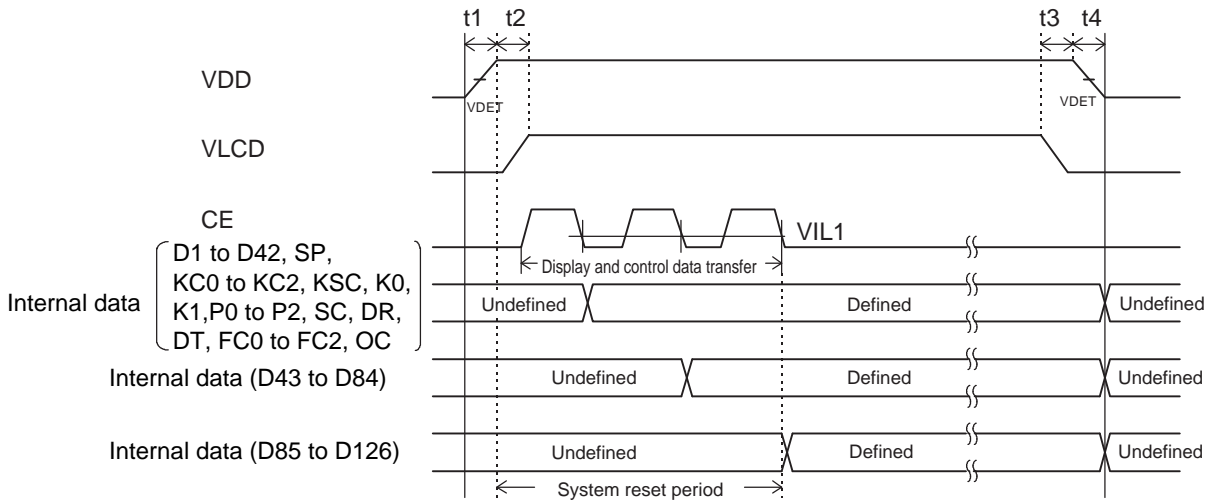 t1 t2 t3 t4
VDD
VDET VDET
VLCD
CE
VIL1
D1 to D42, SP,
Display and control data transfer
KC0 to KC2, KSC, K0,
Internal data
K1,P0 to P2, SC, DR,
Undefined Defined Undefined
DT, FC0 to FC2, OC
Internal data (D43 to D84) Undefined Defined Undefined
Internal data (D85 to D126) Undefined Defined Undefined
System reset period